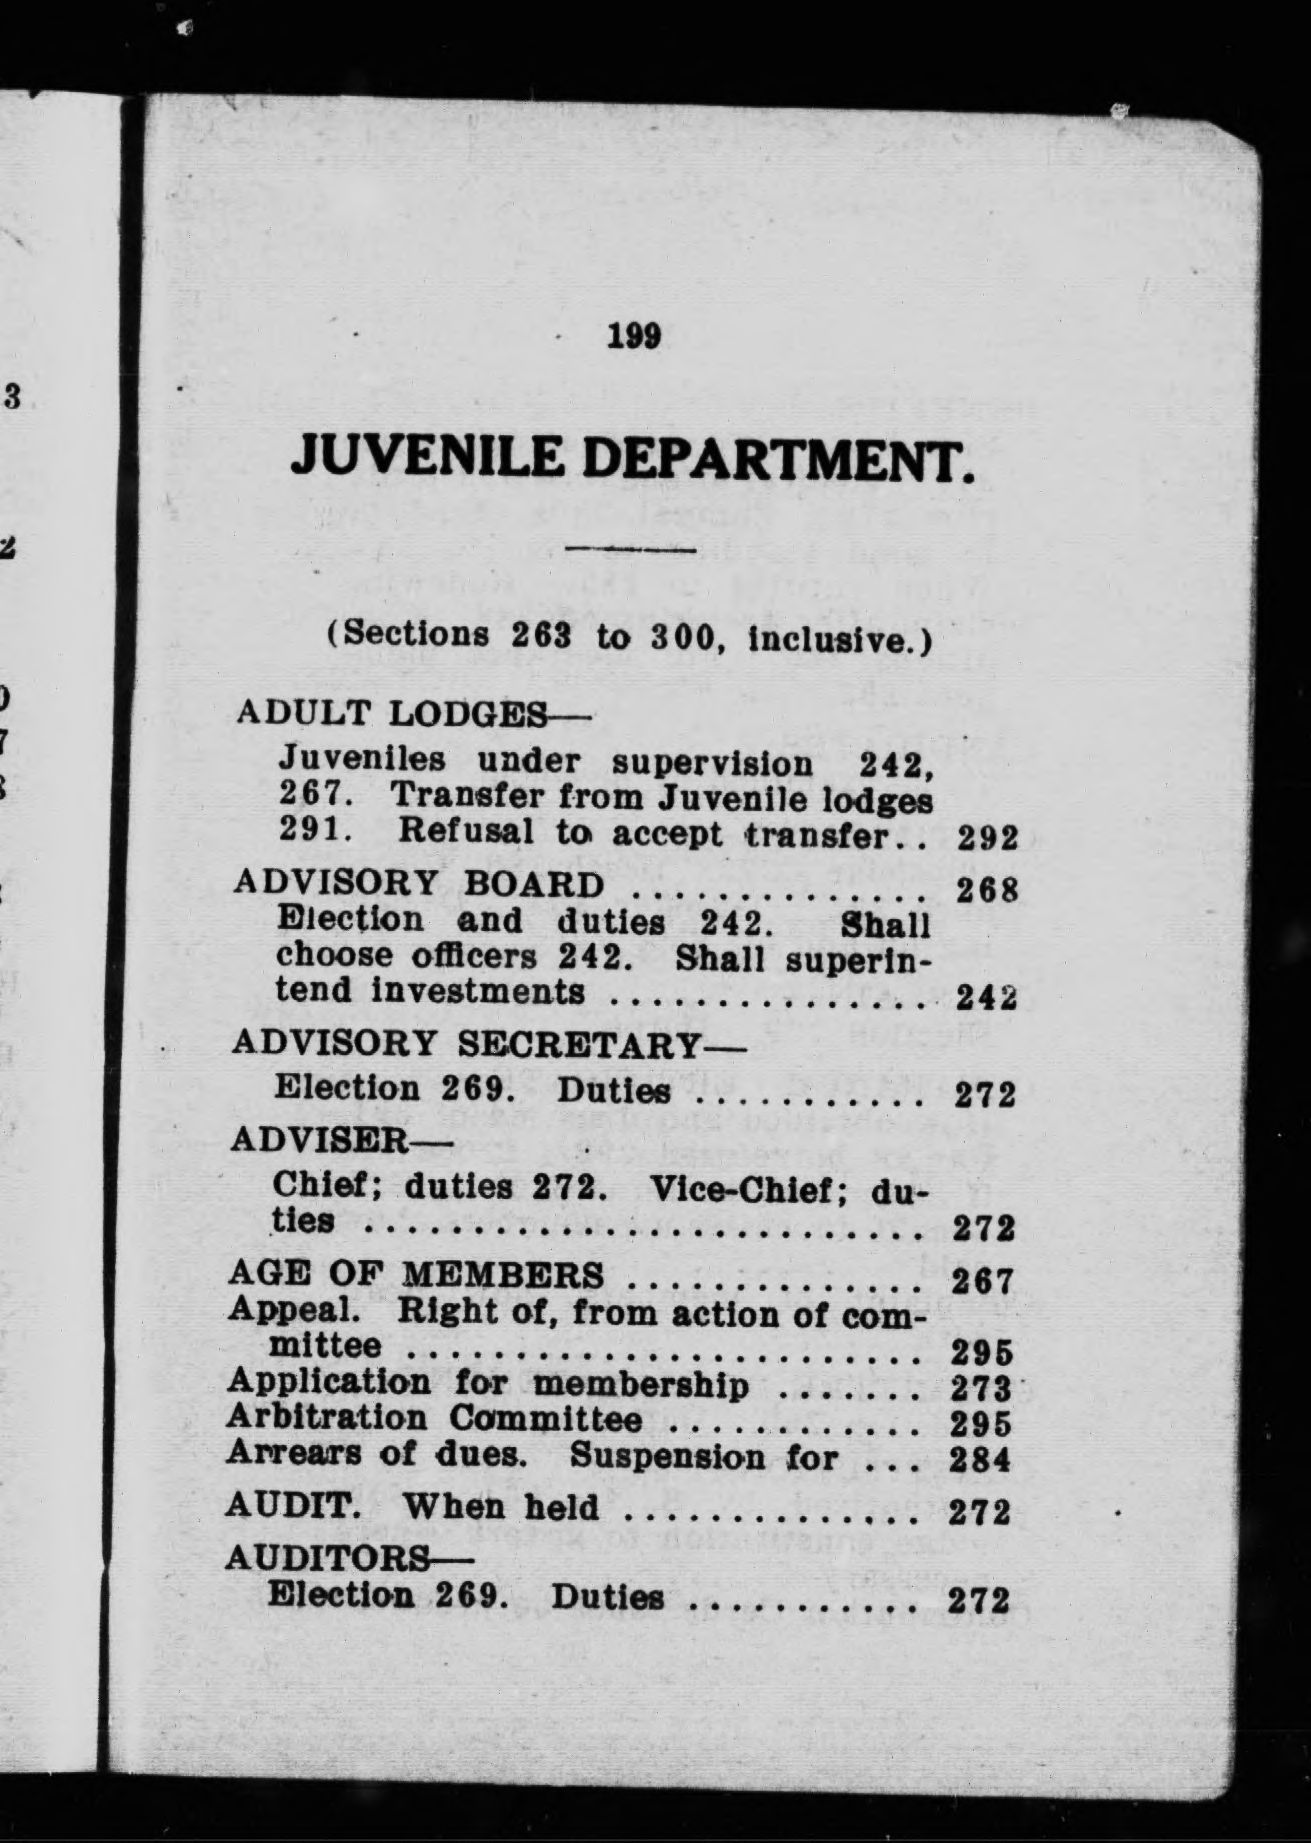 199
JUVENILE DEPARTMENT.
(Sections 263 to 300, inclusive.)
ADULT LODGES—
Juveniles under supervision 242,
267. Transfer from Juvenile lodges
291. Refusal to accept transfer.. 292
ADVISORY BOARD .............. 268
Election and duties 242. Shall
choose officers 242. Shall superin-
tend investments ............... 242
ADVISORY SECRETARY—
Election 269. Duties ........... 272
ADVISER—
Chief; duties 272. Vice-Chief; du-
ties .......................... 272
AGE OF MEMBERS .............. 267
Appeal. Right of, from action of com-
mittee ........................ 295
Application for membership ....... 273
Arbitration Committee ............ 295
Arrears of dues. Suspension for ... 284
AUDIT. When held .............. 272
AUDITORS—
Election 269. Duties ........... 272